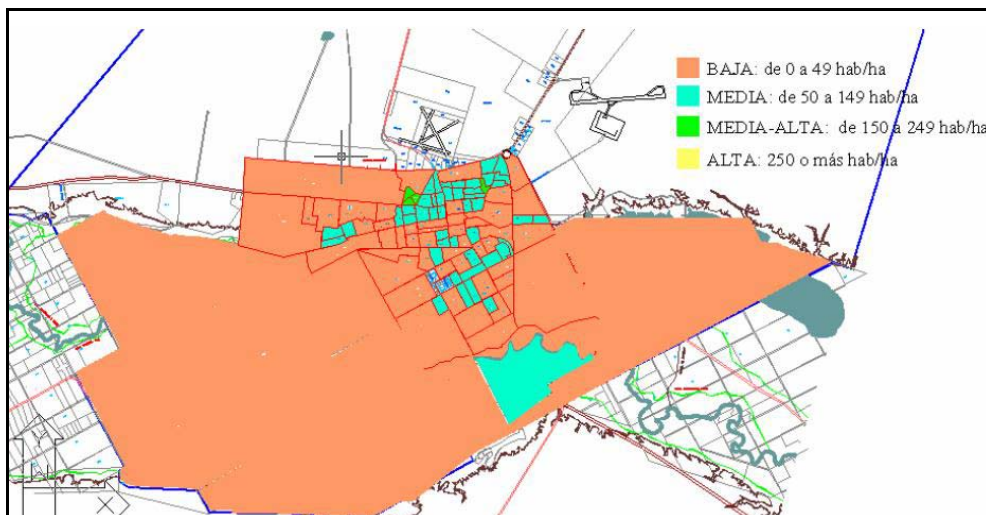 BAJA: de 0 a 49 hab/ha
MEDIA: de 50 a 149 hab/ha
MEDIA-ALTA: de 150 a 249 hab/ha
ALTA: 250 o más hab/ha